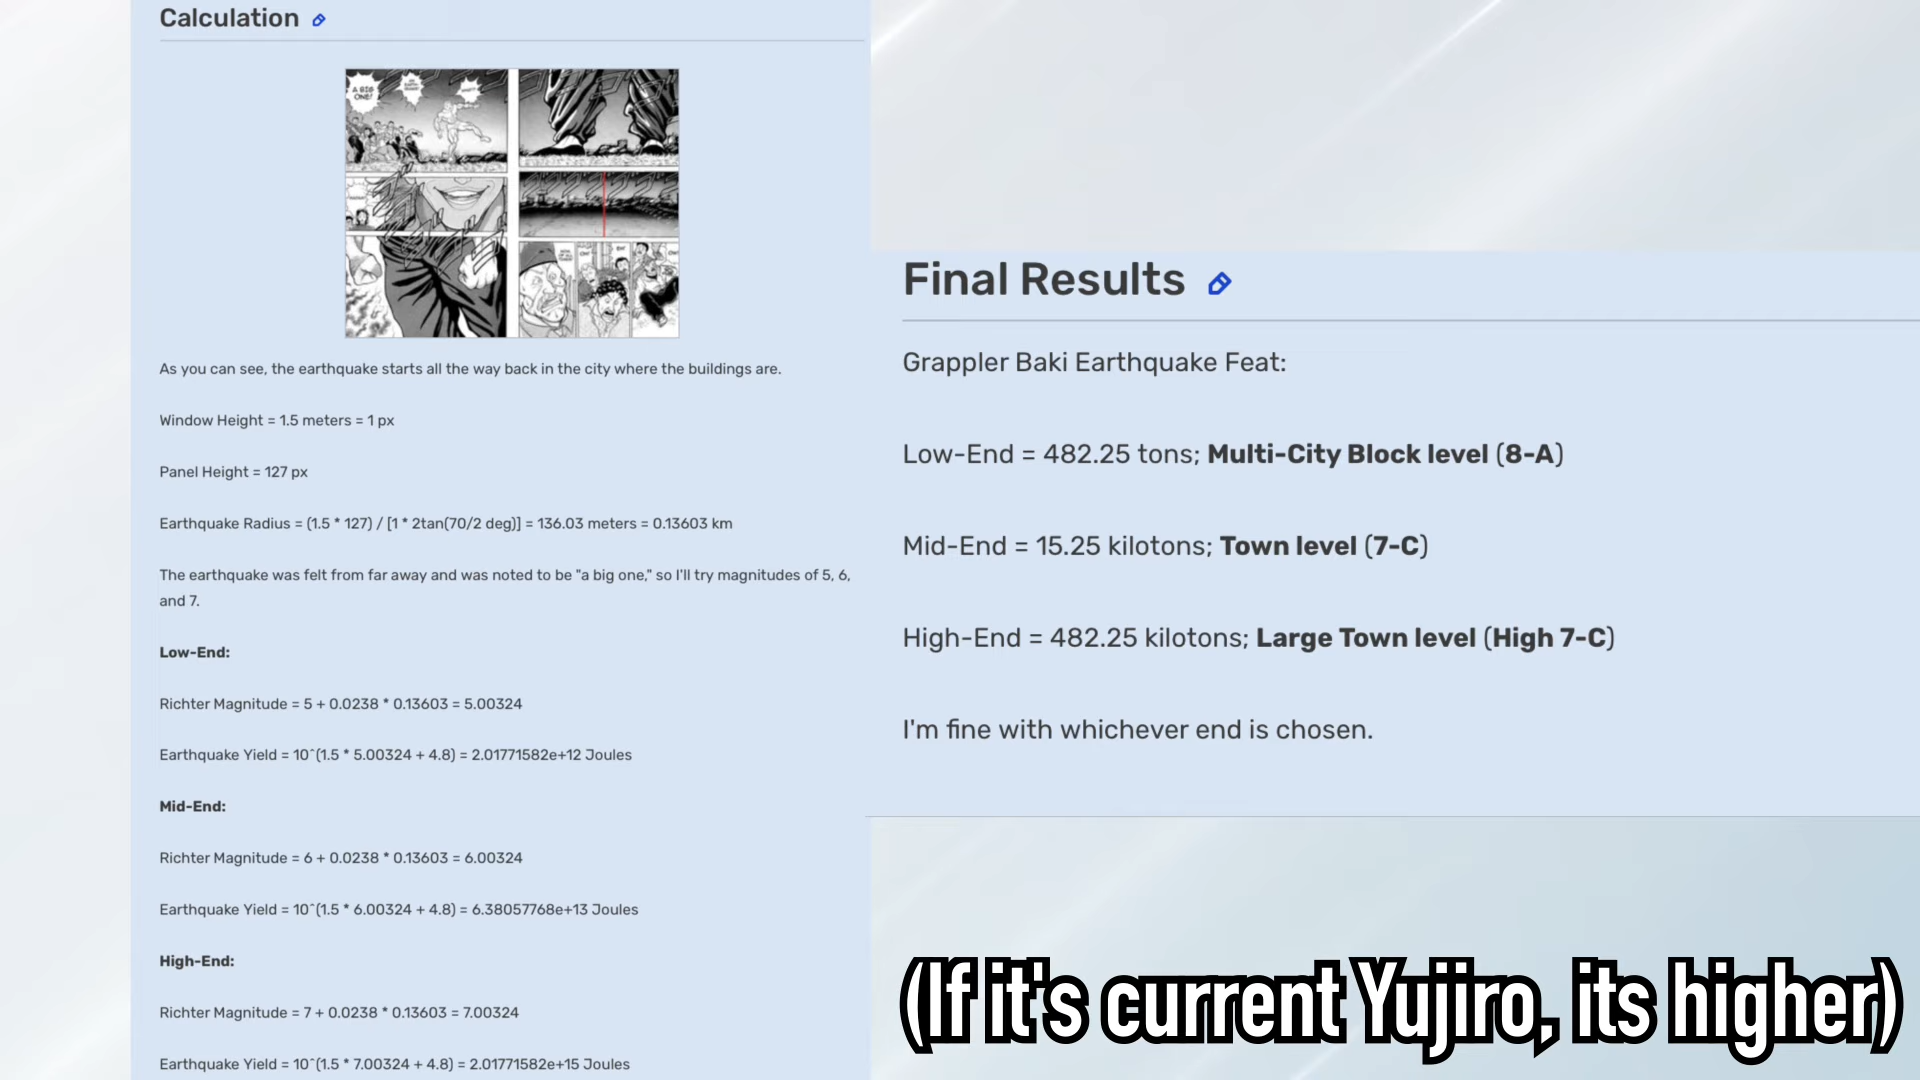 Calculation
A BIG
ONE!
As you can see, the earthquake starts all the way back in the city where the buildings are.
Window Height = 1.5 meters = 1 px
Panel Height = 127 px
Earthquake Radius = (1.5 * 127) / [1 * 2tan(70/2 deg)] = 136.03 meters = 0.13603 km
The earthquake was felt from far away and was noted to be "a big one," so I'll try magnitudes of 5, 6,
and 7.
Low-End:
Richter Magnitude = 5 + 0.0238 * 0.13603 = 5.00324
Earthquake Yield = 10^(1.5 * 5.00324 + 4.8) = 2.01771582e+12 Joules
Mid-End:
Richter Magnitude = 6 + 0.0238 * 0.13603 = 6.00324
Earthquake Yield = 10^(1.5 * 6.00324 + 4.8) = 6.38057768e+13 Joules
High-End:
Richter Magnitude = 7 + 0.0238 * 0.13603 = 7.00324
Earthquake Yield = 10^(1.5 * 7.00324 + 4.8) = 2.01771582e+15 Joules
Final Results
Grappler Baki Earthquake Feat:
Low-End = 482.25 tons; Multi-City Block level (8-A)
Mid-End = 15.25 kilotons; Town level (7-C)
High-End = 482.25 kilotons; Large Town level (High 7-C)
I'm fine with whichever end is chosen.
(If it's current Yujiro, its higher)